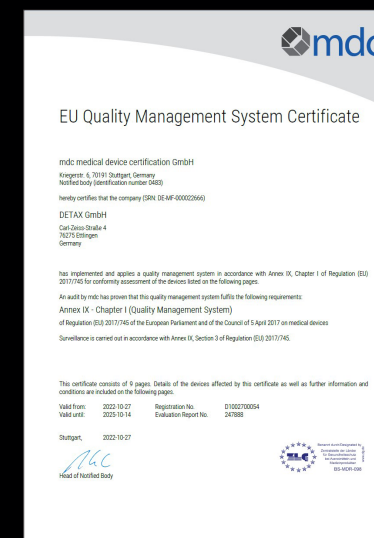 mdc
EU Quality Management System Certificate
mdc medical device certification GmbH
Kriegerstr. 6, 70191 Stuttgart, Germany
Notified body (identification number 0483)
hereby certifies that the company (SRN: DE-MF-000022666)
DETAX GmbH
Carl-Zeiss-Straße 4
76275 Ettlingen
Germany
has implemented and applies a quality management system in accordance with Annex IX, Chapter I of Regulation (EU)
2017/745 for conformity assessment of the devices listed on the following pages.
An audit by mdc has proven that this quality management system fulfils the following requirements:
Annex IX - Chapter I (Quality Management System)
of Regulation (EU) 2017/745 of the European Parliament and of the Council of 5 April 2017 on medical devices
Surveillance is carried out in accordance with Annex IX, Section 3 of Regulation (EU) 2017/745.
This certificate consists of 9 pages. Details of the devices affected by this certificate as well as further information and
conditions are included on the following pages.
Valid from: 2022-10-27 Registration No. D1002700054
Valid until: 2025-10-14 Evaluation Report No. 247888
Stuttgart, 2022-10-27
Head of Notified Body
ZLG
BS-MDR-098